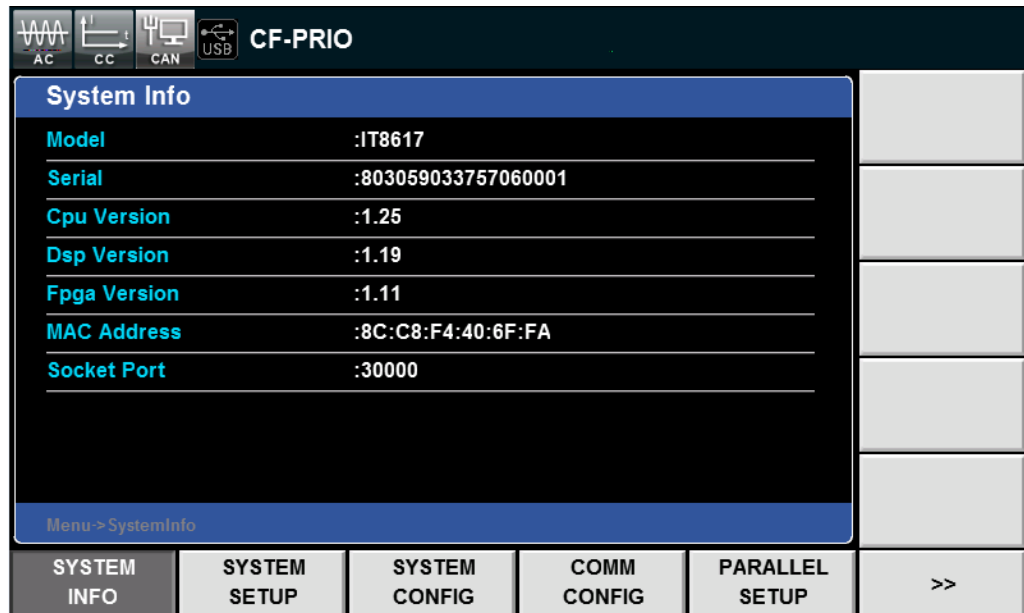 AC CC CAN USB CF-PRIO
System Info
Model :IT8617
Serial :803059033757060001
Cpu Version :1.25
Dsp Version :1.19
Fpga Version :1.11
MAC Address :8C:C8:F4:40:6F:FA
Socket Port :30000
Menu->SystemInfo
SYSTEM INFO
SYSTEM SETUP
SYSTEM CONFIG
COMM CONFIG
PARALLEL SETUP
>>